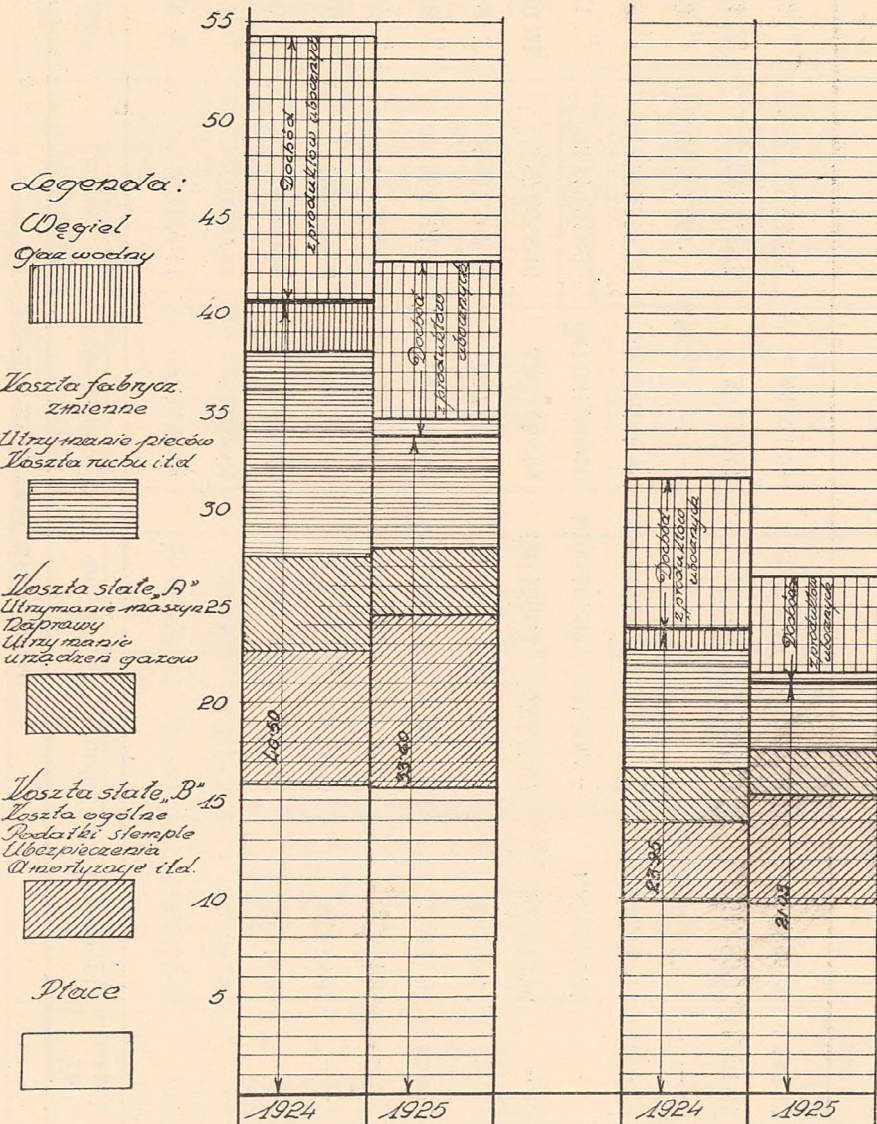 Legenda:
Węgiel
Gaz wodny
Koszta fabrycz.
zmienne
Utrzymanie pieców
Koszta ruchu i.t.d
Koszta stałe „A”
Utrzymanie maszyn
Naprawy
Utrzymanie
urządzeń gazow
Koszta stałe „B”
Koszta ogólne
Podatki stemple
Ubezpieczenia
Amortyzacje i.t.d.
Płace
55
50
45
40
35
30
25
20
15
10
5
Dochód
z produktów ubocznych
40·50
1924
Dochód
z produktów
ubocznych
33·60
1925
Dochód
z produktów
ubocznych
23·95
1924
Dochód
z produktów
ubocznych
21·03
1925